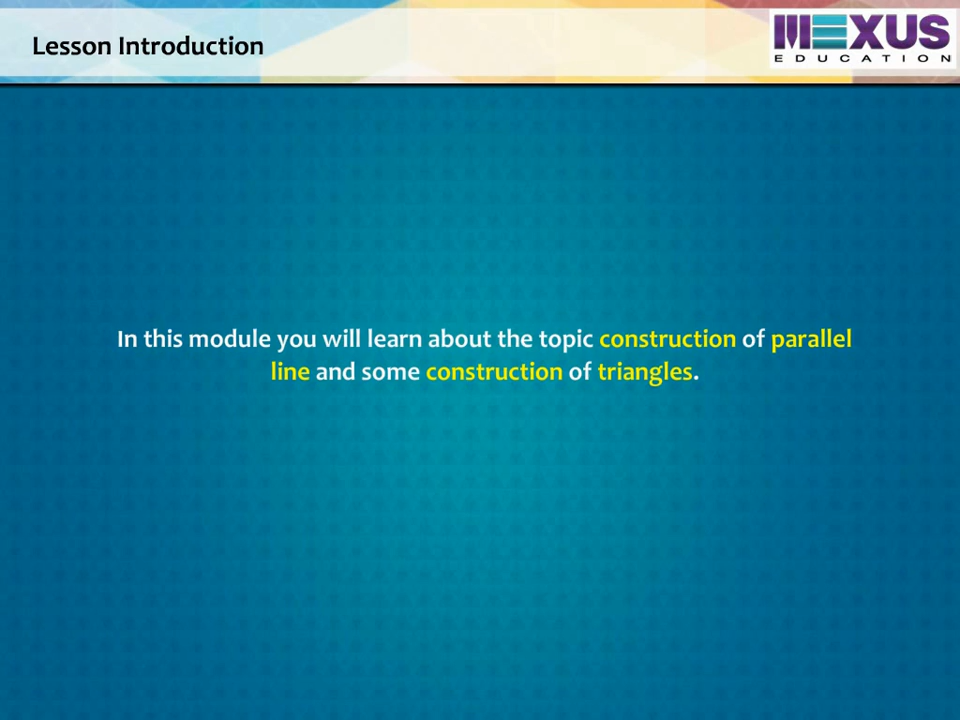 Lesson Introduction
MEXUS
EDUCATION
In this module you will learn about the topic construction of parallel
line and some construction of triangles.